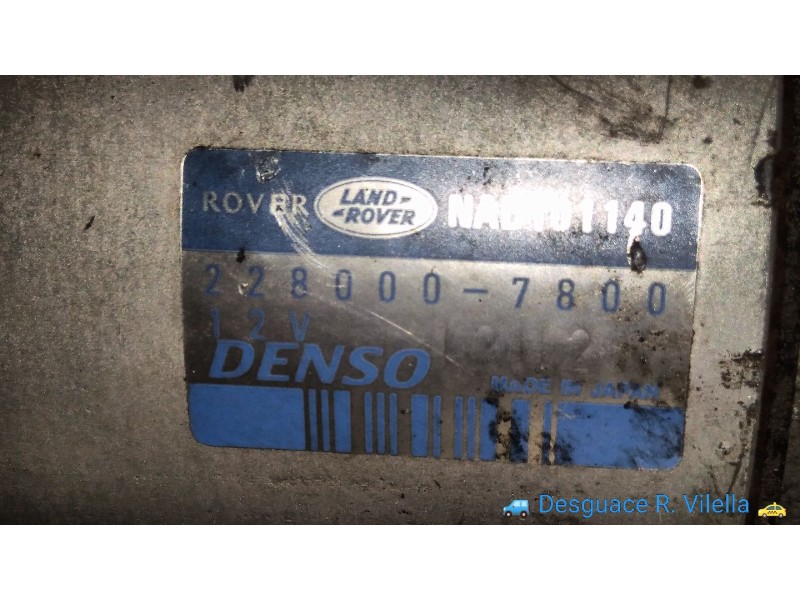 ROVER LAND-
-ROVER NAD101140
228000-7800
12V
DENSO
MADE IN JAPAN
Desguace R. Vilella